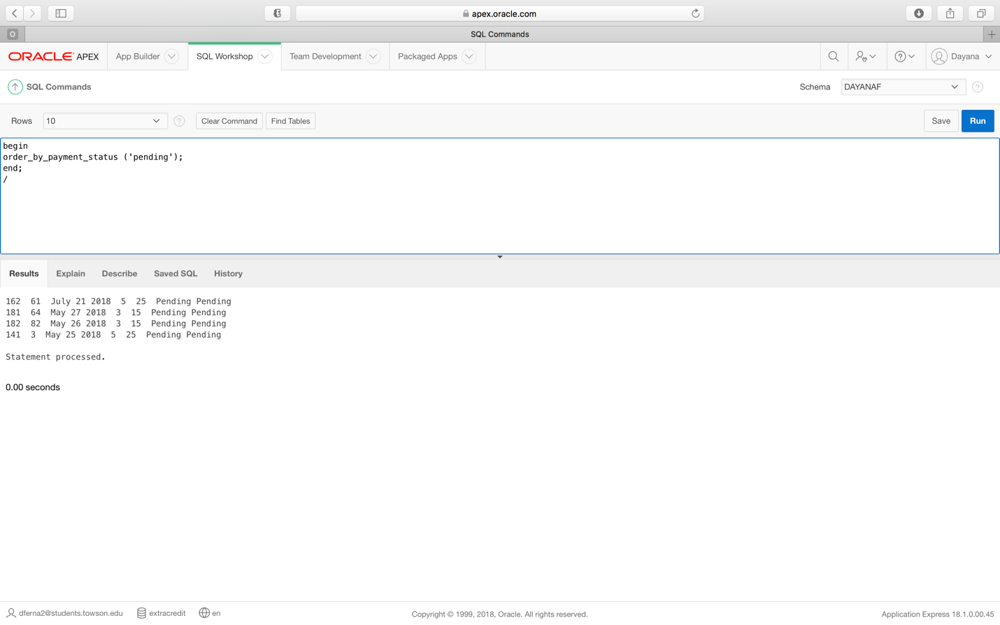 apex.oracle.com
O
SQL Commands
ORACLE APEX App Builder SQL Workshop Team Development Packaged Apps Dayana
SQL Commands Schema DAYANAF ?
Rows 10 ? Clear Command Find Tables Save Run
begin
order_by_payment_status ('pending');
end;
/
Results Explain Describe Saved SQL History
162 61 July 21 2018 5 25 Pending Pending
181 64 May 27 2018 3 15 Pending Pending
182 82 May 26 2018 3 15 Pending Pending
141 3 May 25 2018 5 25 Pending Pending
Statement processed.
0.00 seconds
dferna2@students.towson.edu extracredit en Copyright © 1999, 2018, Oracle. All rights reserved. Application Express 18.1.0.00.45